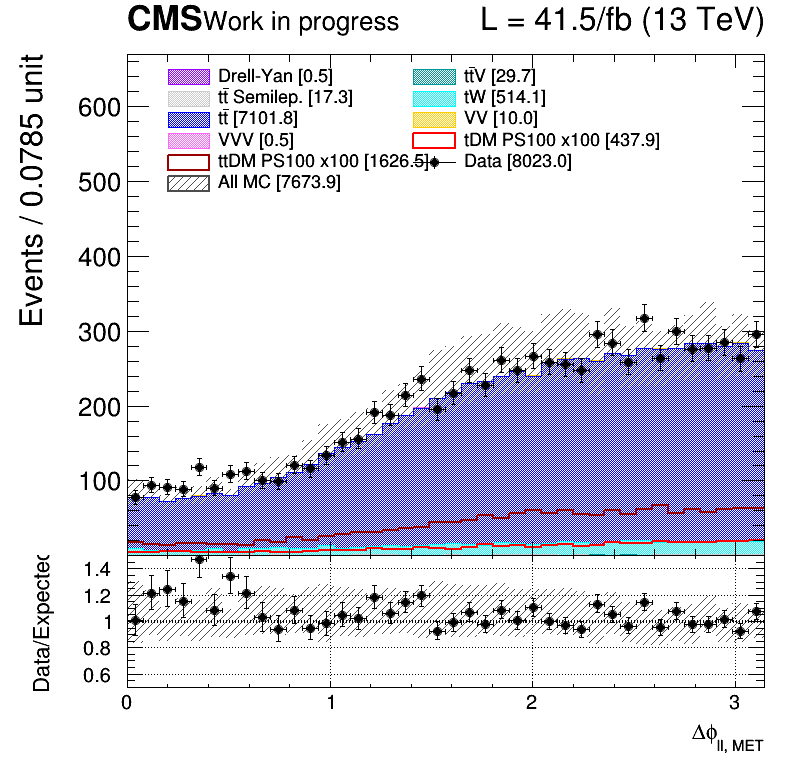 CMS Work in progress L = 41.5/fb (13 TeV)
Drell-Yan [0.5] tt̄V [29.7]
tt̄ Semilep. [17.3] tW [514.1]
tt̄ [7101.8] VV [10.0]
VVV [0.5] tDM PS100 x100 [437.9]
ttDM PS100 x100 [1626.5] Data [8023.0]
All MC [7673.9]
Events / 0.0785 unit
600
500
400
300
200
100
Data/Expected
1.4
1.2
1
0.8
0.6
0 1 2 3
Δϕll, MET